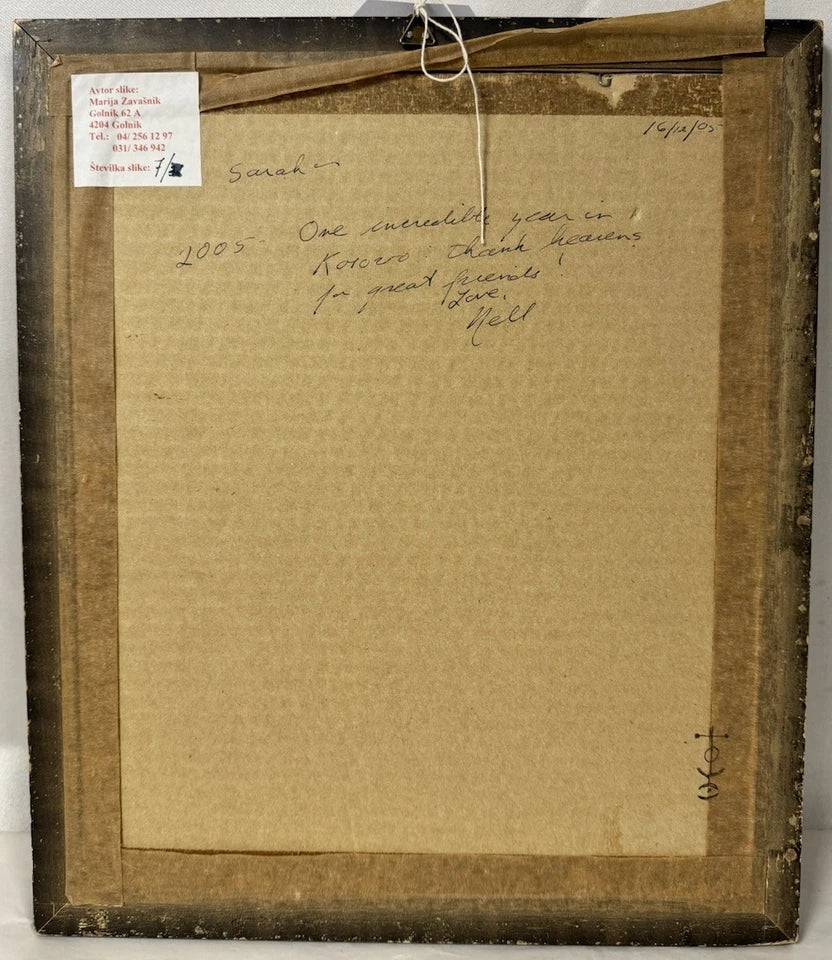 Avtor slike:
Marija Zavašnik
Golnik 62 A
4204 Golnik
Tel.: 04/ 256 12 97
031/ 346 942
Številka slike: 7/
16/12/05
Sarah –
2005- One incredible year in
Kosovo : thank heavens
for great friends!
Love,
Nell